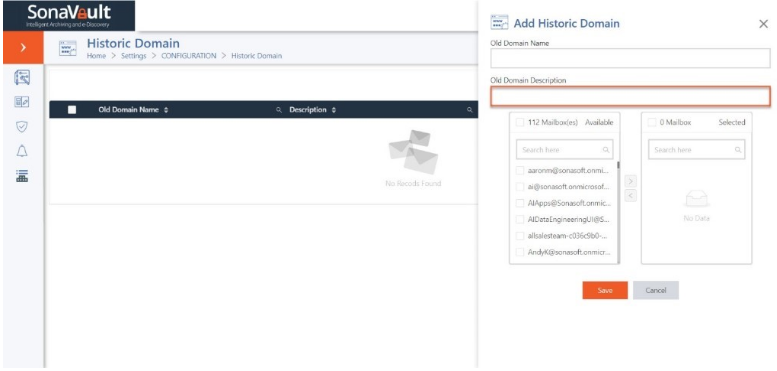 SonaVault
Intelligent Archiving and e-Discovery
Historic Domain
Home > Settings > CONFIGURATION > Historic Domain
Old Domain Name
Description
No Records Found
Add Historic Domain
Old Domain Name
Old Domain Description
112 Mailbox(es) Available
Search here
aaronm@sonasoft.onmi...
ai@sonasoft.onmicrosof...
AIApps@Sonasoft.onmic...
AIDataEngineeringUI@S...
allsalesteam-c036c9b0-...
AndyK@sonasoft.onmicr...
0 Mailbox Selected
Search here
No Data
Save
Cancel